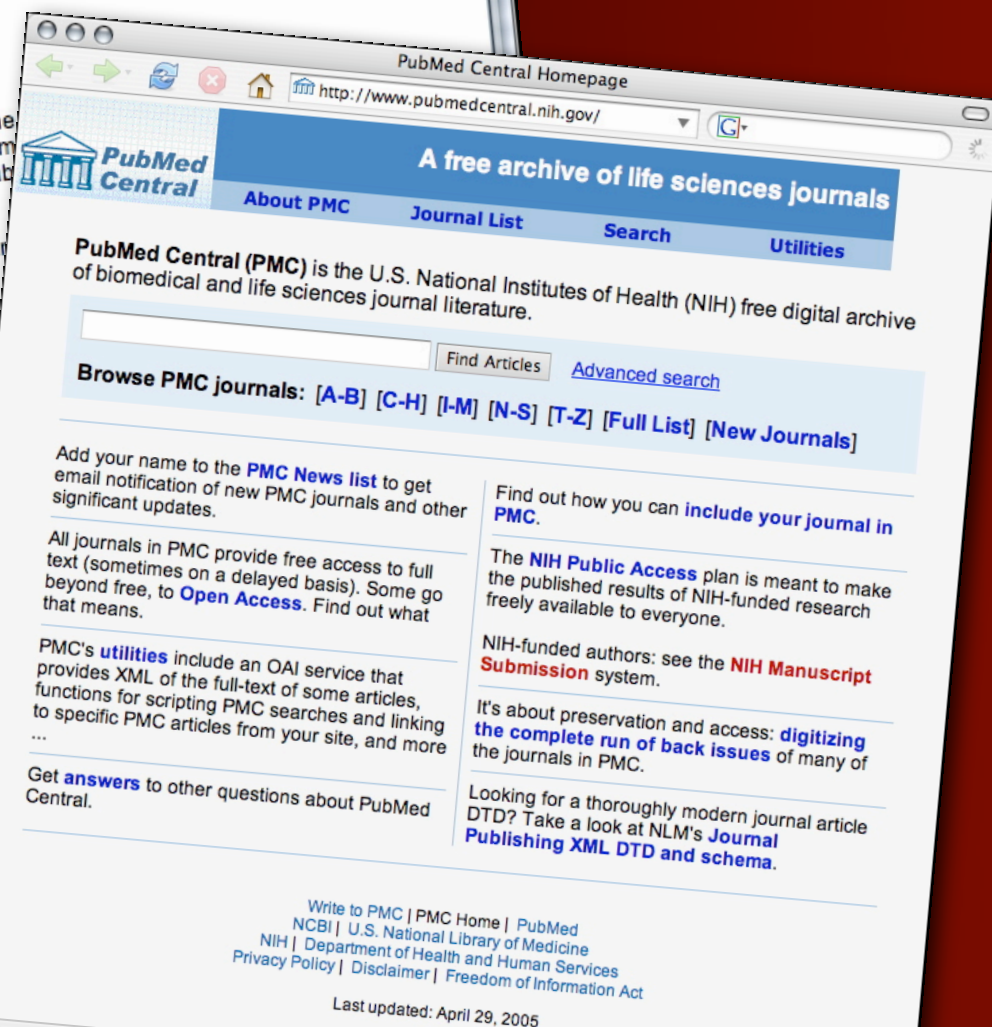 PubMed Central Homepage
http://www.pubmedcentral.nih.gov/
G
PubMed
Central
A free archive of life sciences journals
About PMC Journal List Search Utilities
PubMed Central (PMC) is the U.S. National Institutes of Health (NIH) free digital archive
of biomedical and life sciences journal literature.
Find Articles Advanced search
Browse PMC journals: [A-B] [C-H] [I-M] [N-S] [T-Z] [Full List] [New Journals]
Add your name to the PMC News list to get
email notification of new PMC journals and other
significant updates.
All journals in PMC provide free access to full
text (sometimes on a delayed basis). Some go
beyond free, to Open Access. Find out what
that means.
PMC's utilities include an OAI service that
provides XML of the full-text of some articles,
functions for scripting PMC searches and linking
to specific PMC articles from your site, and more
...
Get answers to other questions about PubMed
Central.
Find out how you can include your journal in
PMC.
The NIH Public Access plan is meant to make
the published results of NIH-funded research
freely available to everyone.
NIH-funded authors: see the NIH Manuscript
Submission system.
It's about preservation and access: digitizing
the complete run of back issues of many of
the journals in PMC.
Looking for a thoroughly modern journal article
DTD? Take a look at NLM's Journal
Publishing XML DTD and schema.
Write to PMC | PMC Home | PubMed
NCBI | U.S. National Library of Medicine
NIH | Department of Health and Human Services
Privacy Policy | Disclaimer | Freedom of Information Act
Last updated: April 29, 2005